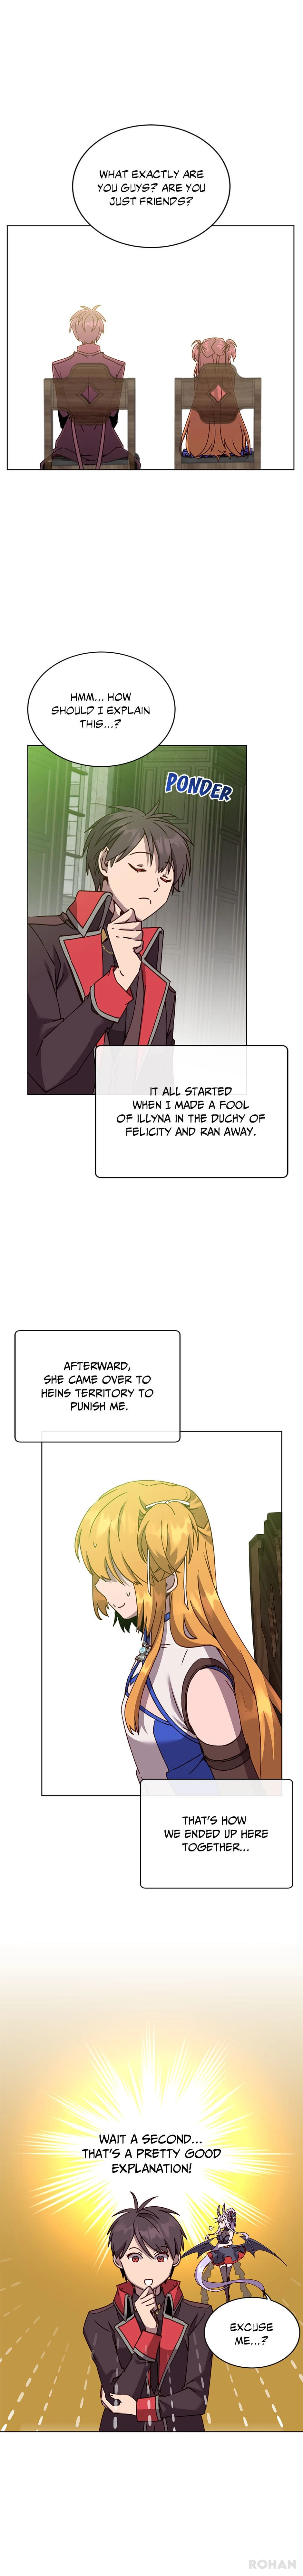 WHAT EXACTLY ARE
YOU GUYS? ARE YOU
JUST FRIENDS?
HMM... HOW
SHOULD I EXPLAIN
THIS...?
PONDER
IT ALL STARTED
WHEN I MADE A FOOL
OF ILLYNA IN THE DUCHY OF
FELICITY AND RAN AWAY.
AFTERWARD,
SHE CAME OVER TO
HEINS TERRITORY TO
PUNISH ME.
THAT'S HOW
WE ENDED UP HERE
TOGETHER...
WAIT A SECOND...
THAT'S A PRETTY GOOD
EXPLANATION!
EXCUSE
ME...?
ROHAN